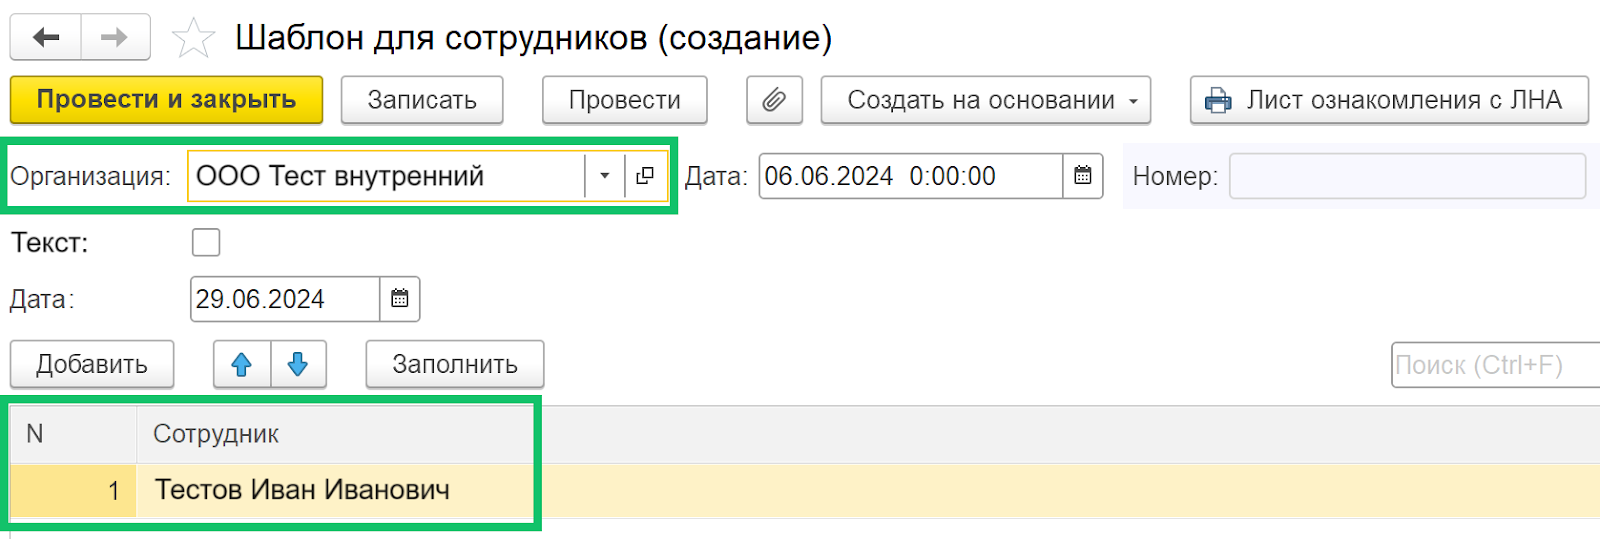 Шаблон для сотрудников (создание)
Провести и закрыть Записать Провести Создать на основании Лист ознакомления с ЛНА
Организация: ООО Тест внутренний Дата: 06.06.2024 0:00:00 Номер:
Текст:
Дата: 29.06.2024
Добавить Заполнить Поиск (Ctrl+F)
N Сотрудник
1 Тестов Иван Иванович